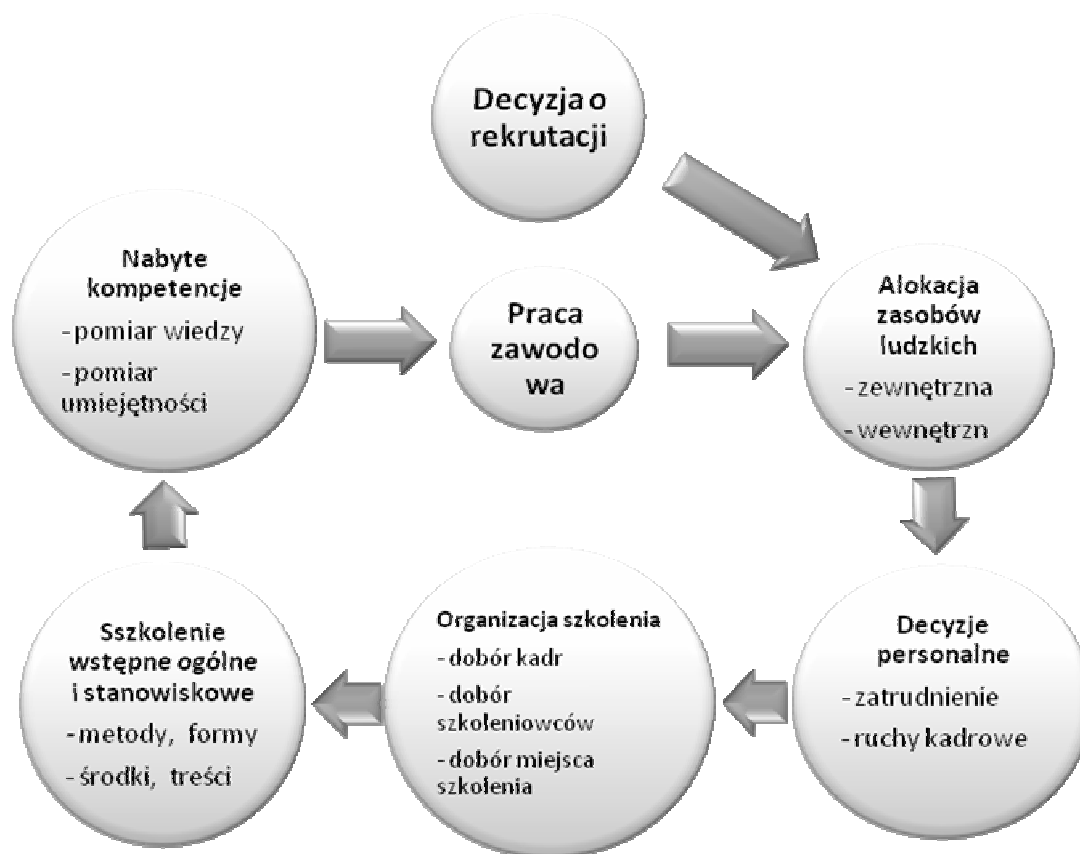 Decyzja o
rekrutacji
Nabyte
kompetencje
- pomiar wiedzy
- pomiar
umiejętności
Praca
zawodo
wa
Alokacja
zasobów
ludzkich
- zewnętrzna
- wewnętrzn
Decyzje
personalne
- zatrudnienie
- ruchy kadrowe
Organizacja szkolenia
- dobór kadr
- dobór
szkoleniowców
- dobór miejsca
szkolenia
Sszkolenie
wstępne ogólne
i stanowiskowe
- metody, formy
- środki, treści